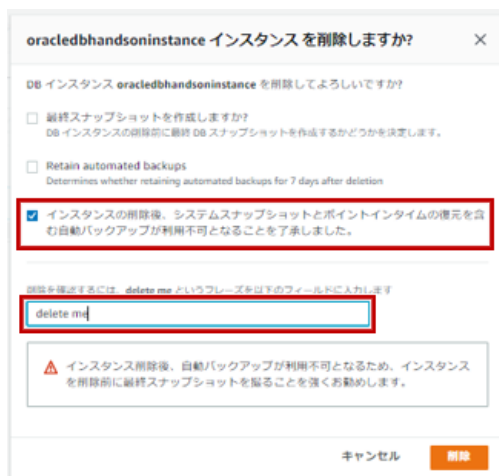 oracledbhandsoninstance インスタンス を削除しますか?
DB インスタンス oracledbhandsoninstance を削除してよろしいですか?
最終スナップショットを作成しますか?
DB インスタンスの削除前に最終 DB スナップショットを作成するかどうかを決定します。
Retain automated backups
Determines whether retaining automated backups for 7 days after deletion
インスタンスの削除後、システムスナップショットとポイントインタイムの復元を含
む自動バックアップが利用不可となることを了承しました。
削除を確認するには、delete me というフレーズを以下のフィールドに入力します
delete me
インスタンス削除後、自動バックアップが利用不可となるため、インスタンス
を削除前に最終スナップショットを撮ることを強くお勧めします。
キャンセル
削除